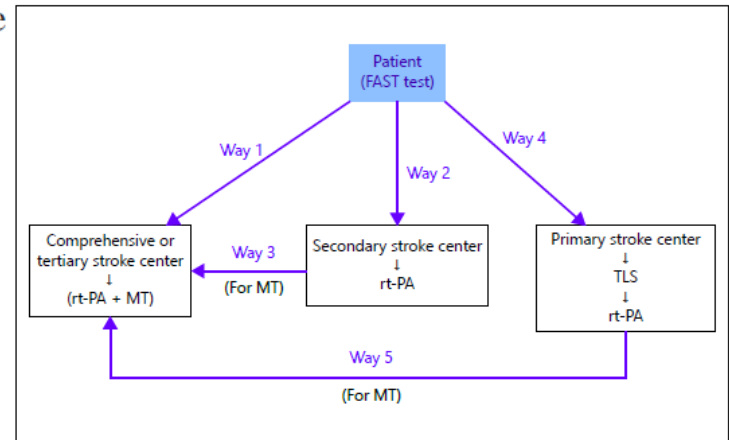 e
Patient
(FAST test)
Way 1
Way 4
Way 2
Comprehensive or
tertiary stroke center
↓
(rt-PA + MT)
Way 3
(For MT)
Secondary stroke center
↓
rt-PA
Primary stroke center
↓
TLS
↓
rt-PA
Way 5
(For MT)